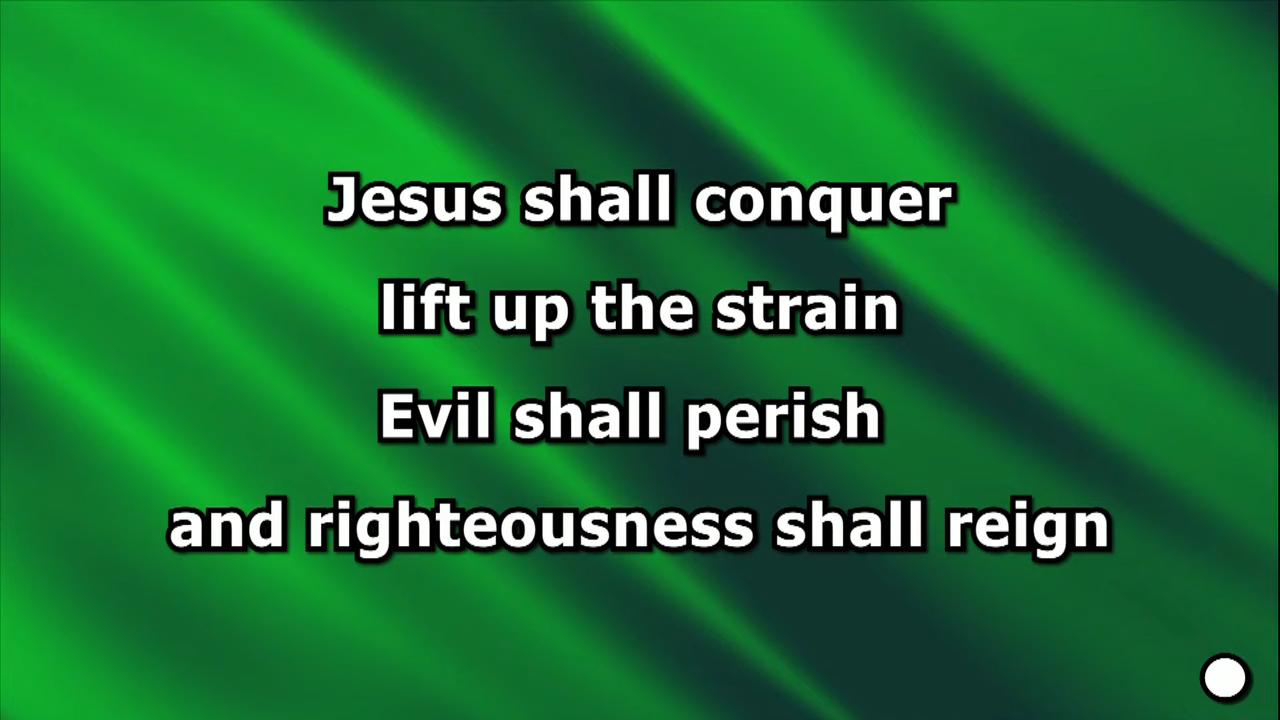 Jesus shall conquer
lift up the strain
Evil shall perish
and righteousness shall reign